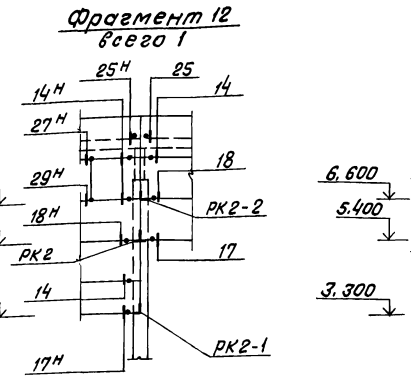 Фрагмент 12
всего 1
25н 25
14н 14
27н
29н 18 6.600
18н РК2-2 5.400
РК2 17
14 3.300
РК2-1
17н